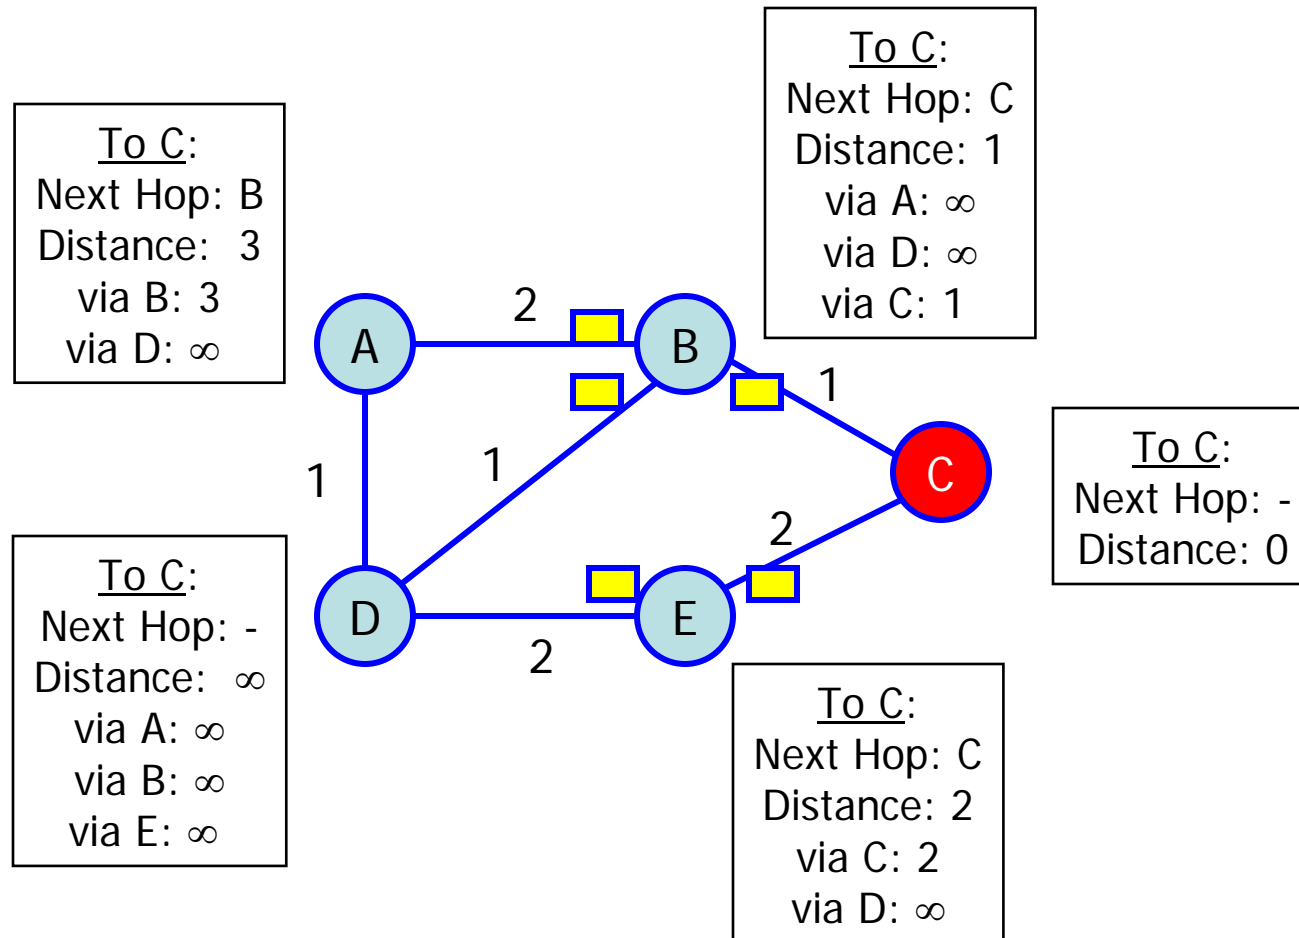 To C:
Next Hop: C
Distance: 1
via A: ∞
via D: ∞
via C: 1
To C:
Next Hop: B
Distance: 3
via B: 3
via D: ∞
2
A
B
1
1
1
C
To C:
Next Hop: -
Distance: 0
2
To C:
Next Hop: -
Distance: ∞
via A: ∞
via B: ∞
via E: ∞
D
E
2
To C:
Next Hop: C
Distance: 2
via C: 2
via D: ∞